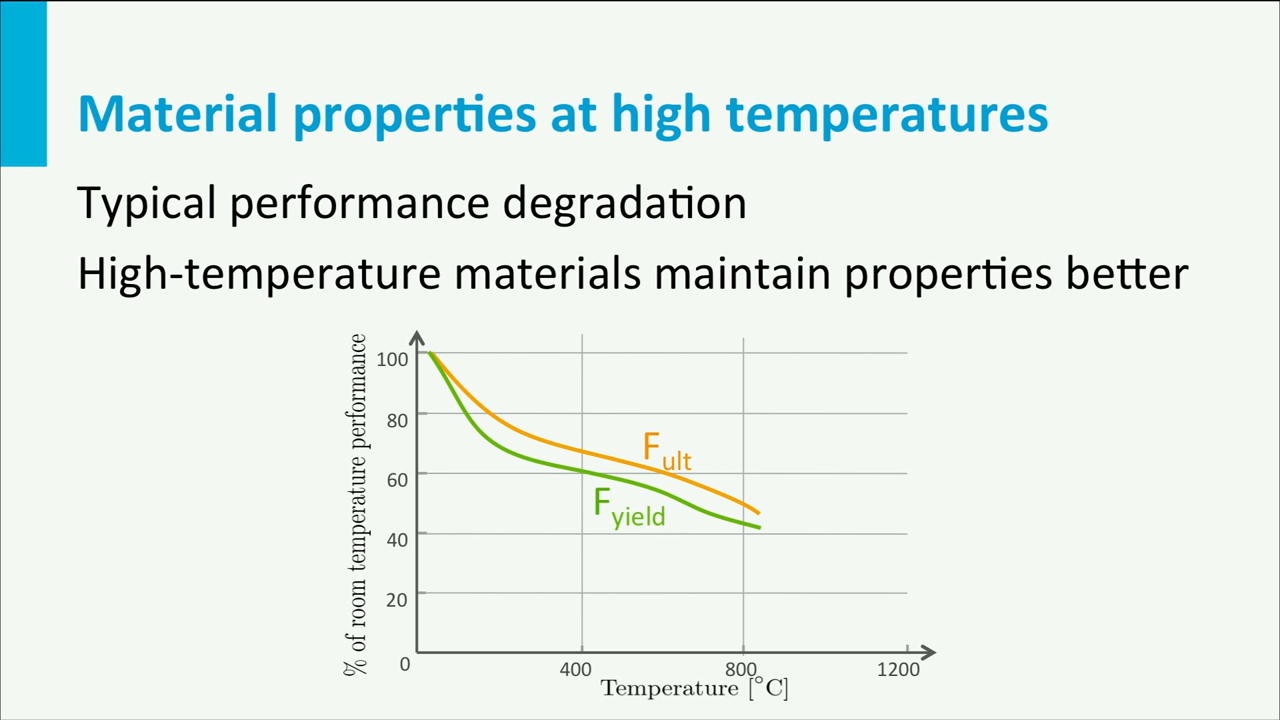 Material properties at high temperatures
Typical performance degradation
High-temperature materials maintain properties better
% of room temperature performance
100
80
60
40
20
0
F_ult
F_yield
400
800
1200
Temperature [°C]